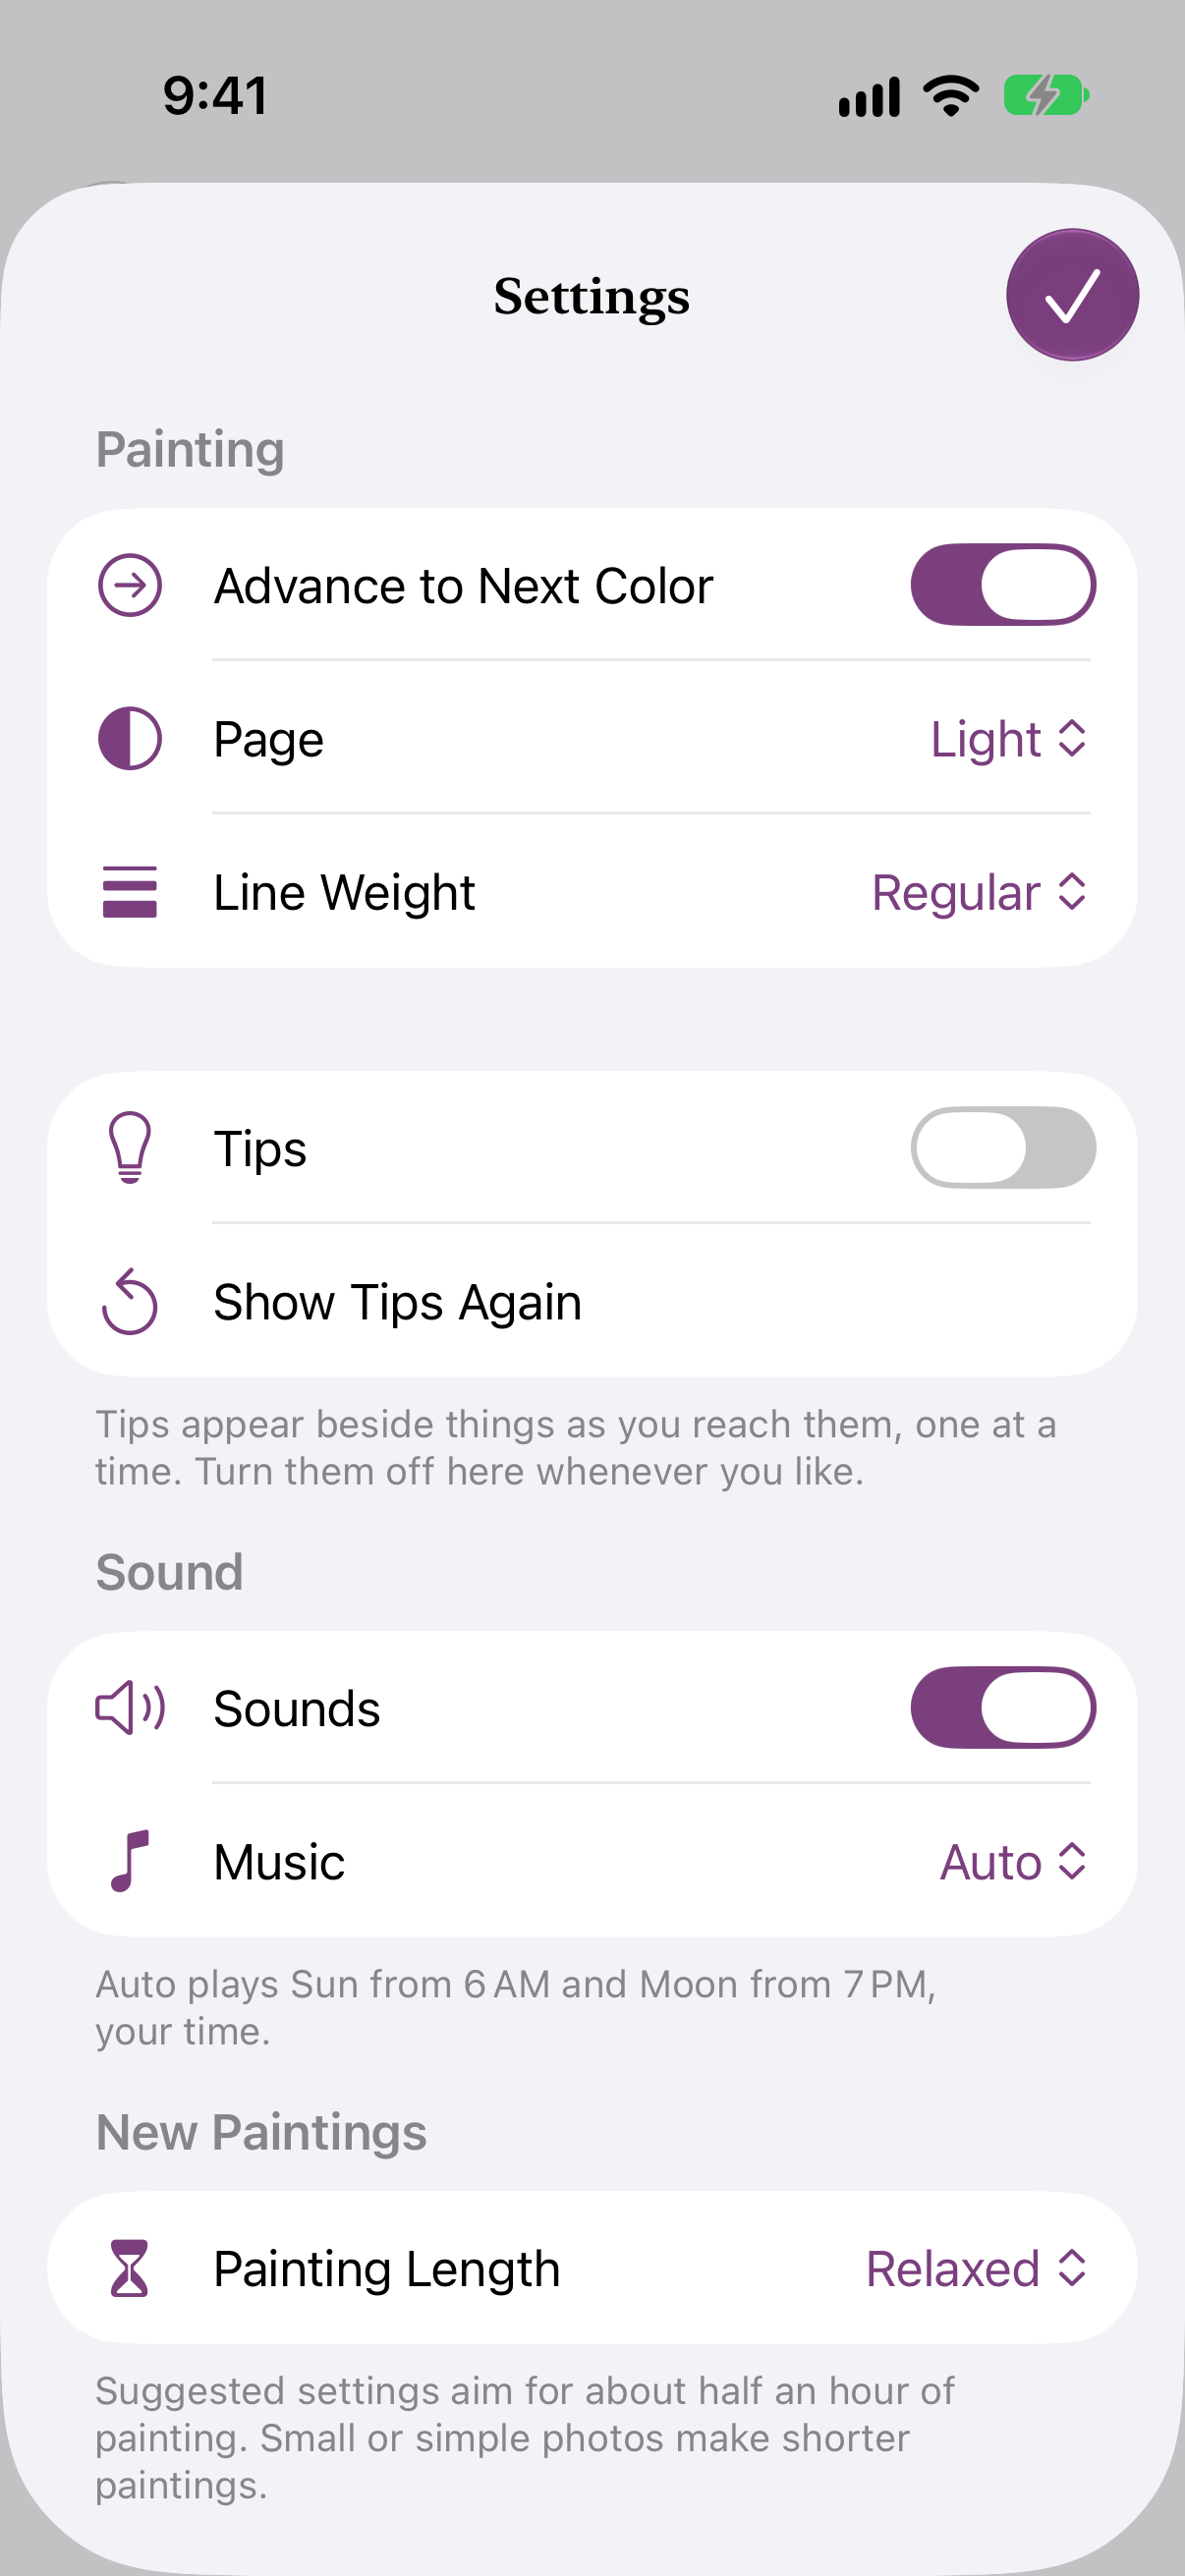 9:41
Settings
Painting
Advance to Next Color
Page Light
Line Weight Regular
Tips
Show Tips Again
Tips appear beside things as you reach them, one at a
time. Turn them off here whenever you like.
Sound
Sounds
Music Auto
Auto plays Sun from 6 AM and Moon from 7 PM,
your time.
New Paintings
Painting Length Relaxed
Suggested settings aim for about half an hour of
painting. Small or simple photos make shorter
paintings.